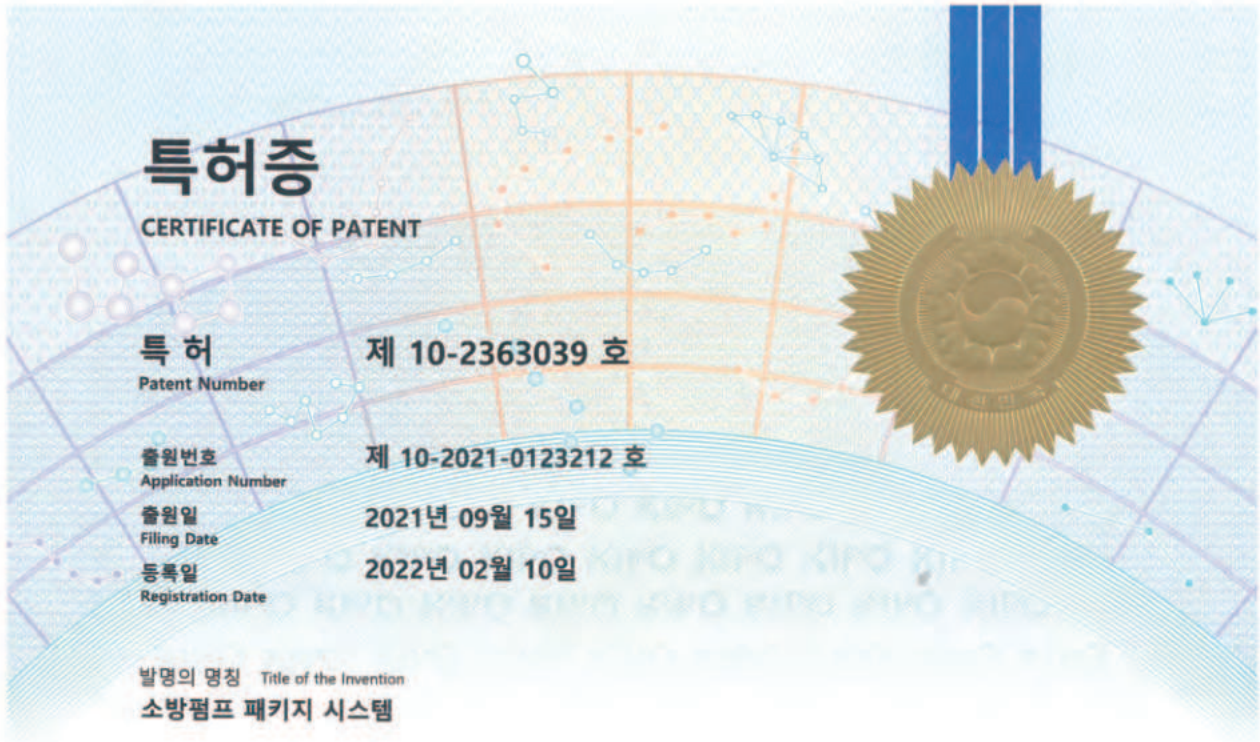 특허증
CERTIFICATE OF PATENT
특 허 제 10-2363039 호
Patent Number
출원번호 제 10-2021-0123212 호
Application Number
출원일 2021년 09월 15일
Filing Date
등록일 2022년 02월 10일
Registration Date
발명의 명칭 Title of the Invention
소방펌프 패키지 시스템